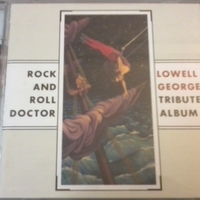 ROCK
AND
ROLL
DOCTOR
LOWELL
GEORGE
TRIBUTE
ALBUM